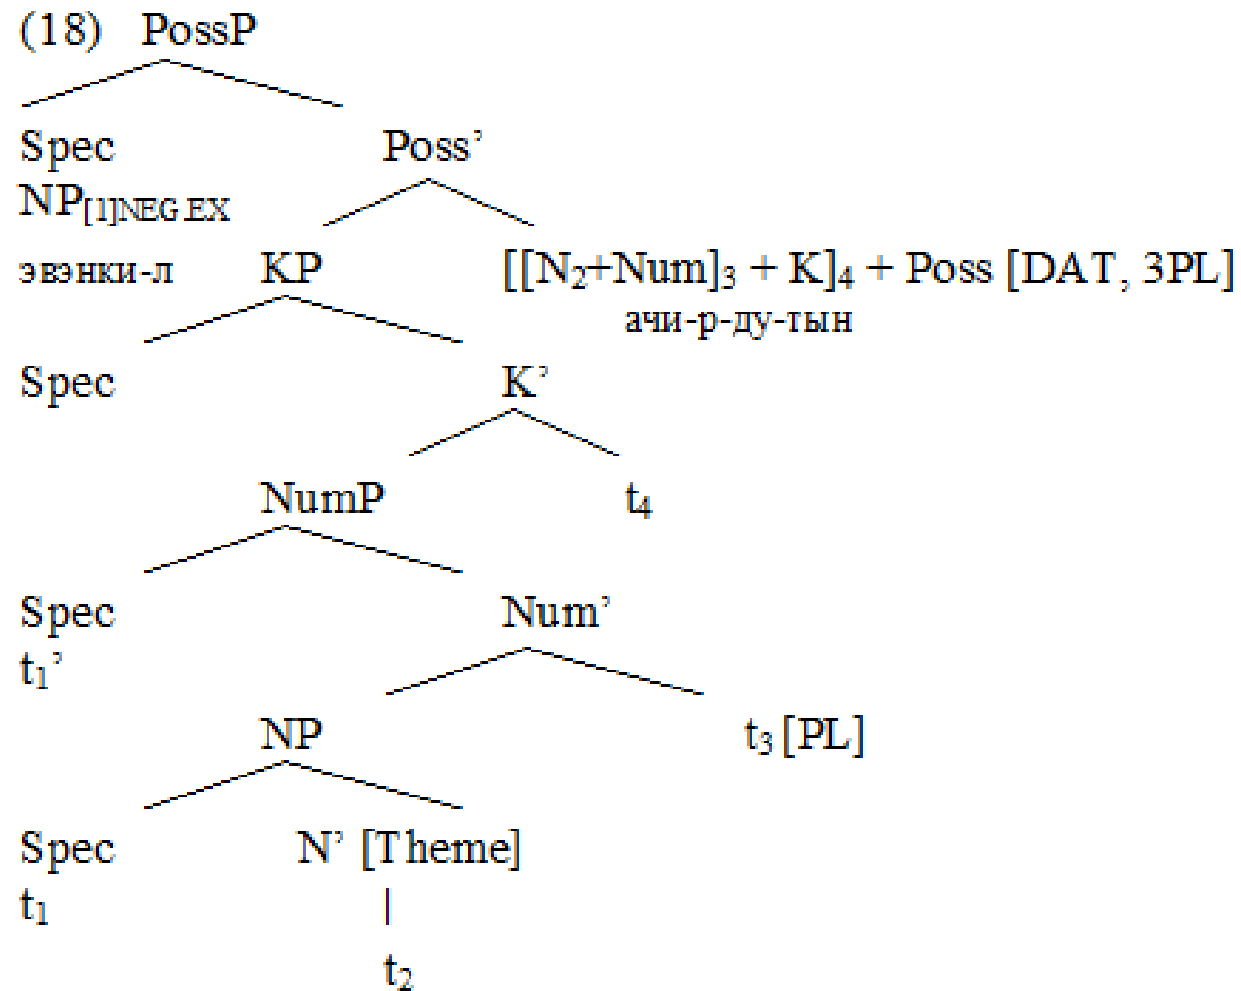 (18) PossP
Spec Poss’
NP[1]NEG EX
эвэнки-л KP [[N2+Num]3 + K]4 + Poss [DAT, 3PL]
ачи-р-ду-тын
Spec K’
NumP t4
Spec Num’
t1’
NP t3 [PL]
Spec N’ [Theme]
t1
t2